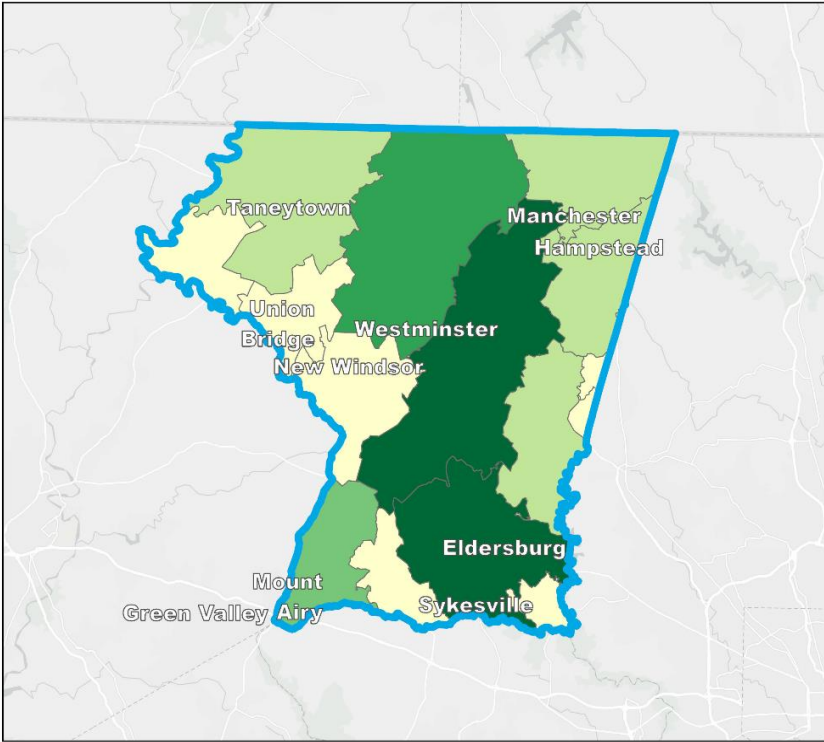 Taneytown
Manchester
Hampstead
Union
Bridge
Westminster
New Windsor
Eldersburg
Mount
Sykesville
Green Valley Airy